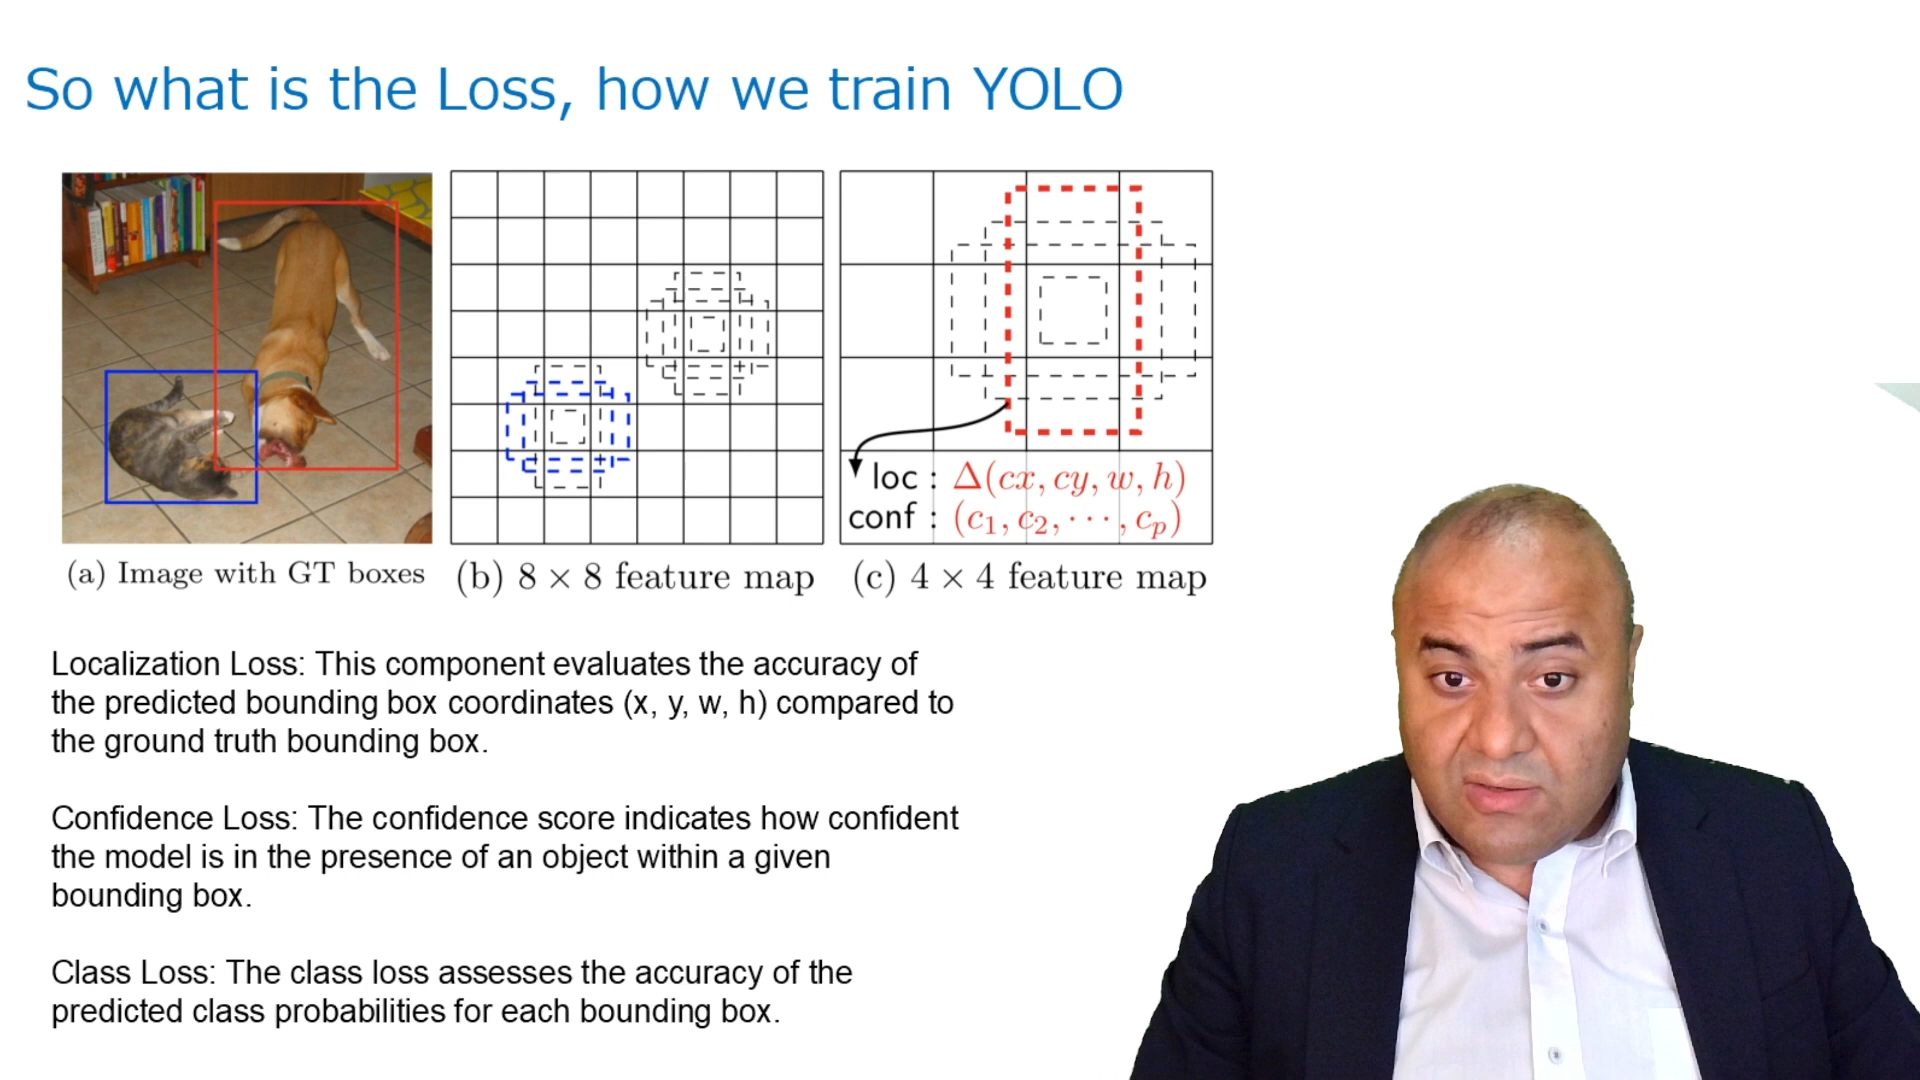 So what is the Loss, how we train YOLO
loc : Δ(cx, cy, w, h)
conf : (c₁, c₂, ⋯, cₚ)
(a) Image with GT boxes
(b) 8 × 8 feature map
(c) 4 × 4 feature map
Localization Loss: This component evaluates the accuracy of
the predicted bounding box coordinates (x, y, w, h) compared to
the ground truth bounding box.
Confidence Loss: The confidence score indicates how confident
the model is in the presence of an object within a given
bounding box.
Class Loss: The class loss assesses the accuracy of the
predicted class probabilities for each bounding box.